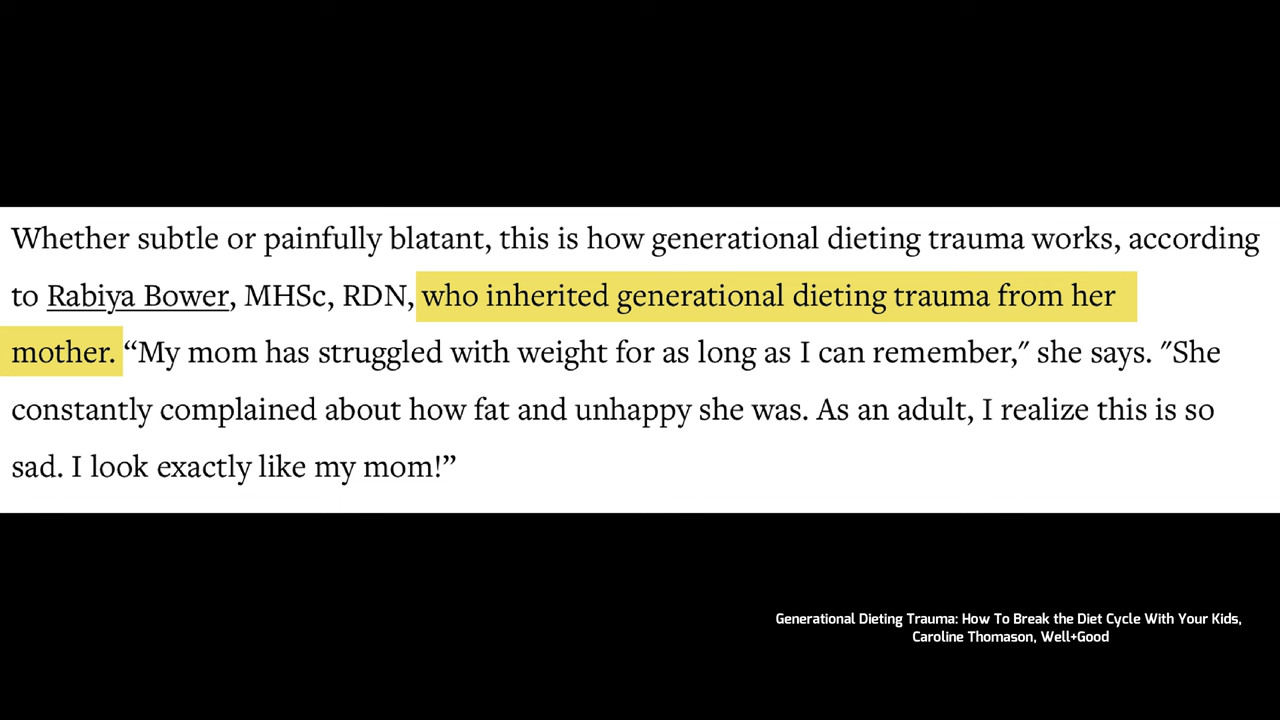 Whether subtle or painfully blatant, this is how generational dieting trauma works, according
to Rabiya Bower, MHSc, RDN, who inherited generational dieting trauma from her
mother. “My mom has struggled with weight for as long as I can remember," she says. "She
constantly complained about how fat and unhappy she was. As an adult, I realize this is so
sad. I look exactly like my mom!”
Generational Dieting Trauma: How To Break the Diet Cycle With Your Kids,
Caroline Thomason, Well+Good